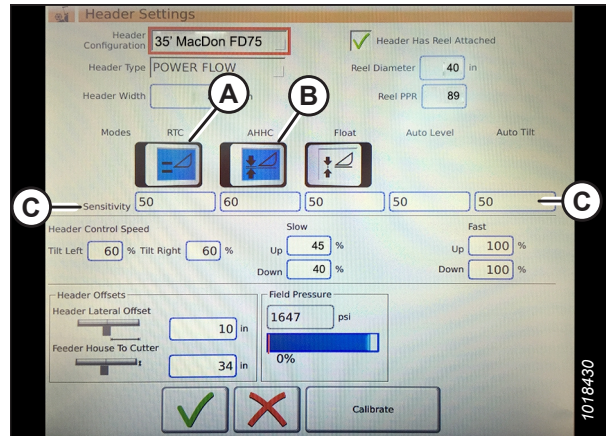 Header Settings
Header Configuration
35' MacDon FD75
Header Has Reel Attached
Header Type
POWER FLOW
Reel Diameter
40 in
Header Width
Reel PPR
89
A
B
Modes RTC AHHC Float Auto Level Auto Tilt
C
C
Sensitivity 50 60 50 50 50
Header Control Speed
Slow
Fast
Tilt Left 60 % Tilt Right 60 %
Up 45 %
Up 100 %
Down 40 %
Down 100 %
Header Offsets
Field Pressure
Header Lateral Offset
10 in
1647 psi
Feeder House To Cutter
34 in
0%
Calibrate
1018430